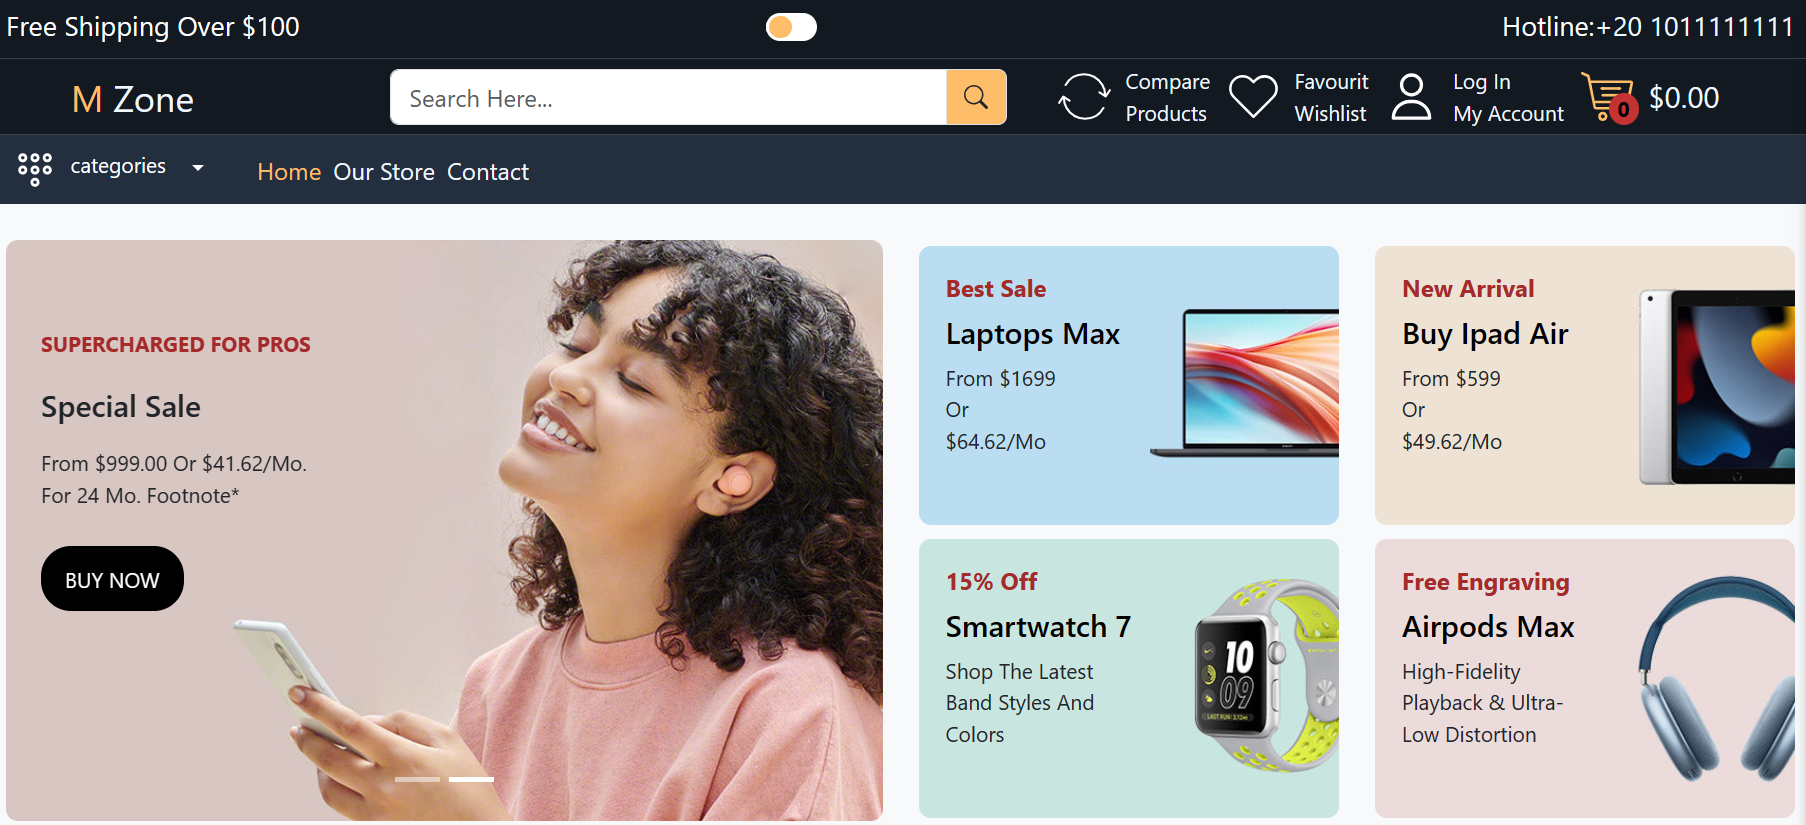 Free Shipping Over $100
Hotline:+20 1011111111
M Zone
Search Here...
Compare
Products
Favourit
Wishlist
Log In
My Account
0
$0.00
categories
Home Our Store Contact
SUPERCHARGED FOR PROS
Special Sale
From $999.00 Or $41.62/Mo.
For 24 Mo. Footnote*
BUY NOW
Best Sale
Laptops Max
From $1699
Or
$64.62/Mo
New Arrival
Buy Ipad Air
From $599
Or
$49.62/Mo
15% Off
Smartwatch 7
Shop The Latest
Band Styles And
Colors
10
09
LAST RUN: 3.12mi
Free Engraving
Airpods Max
High-Fidelity
Playback & Ultra-
Low Distortion